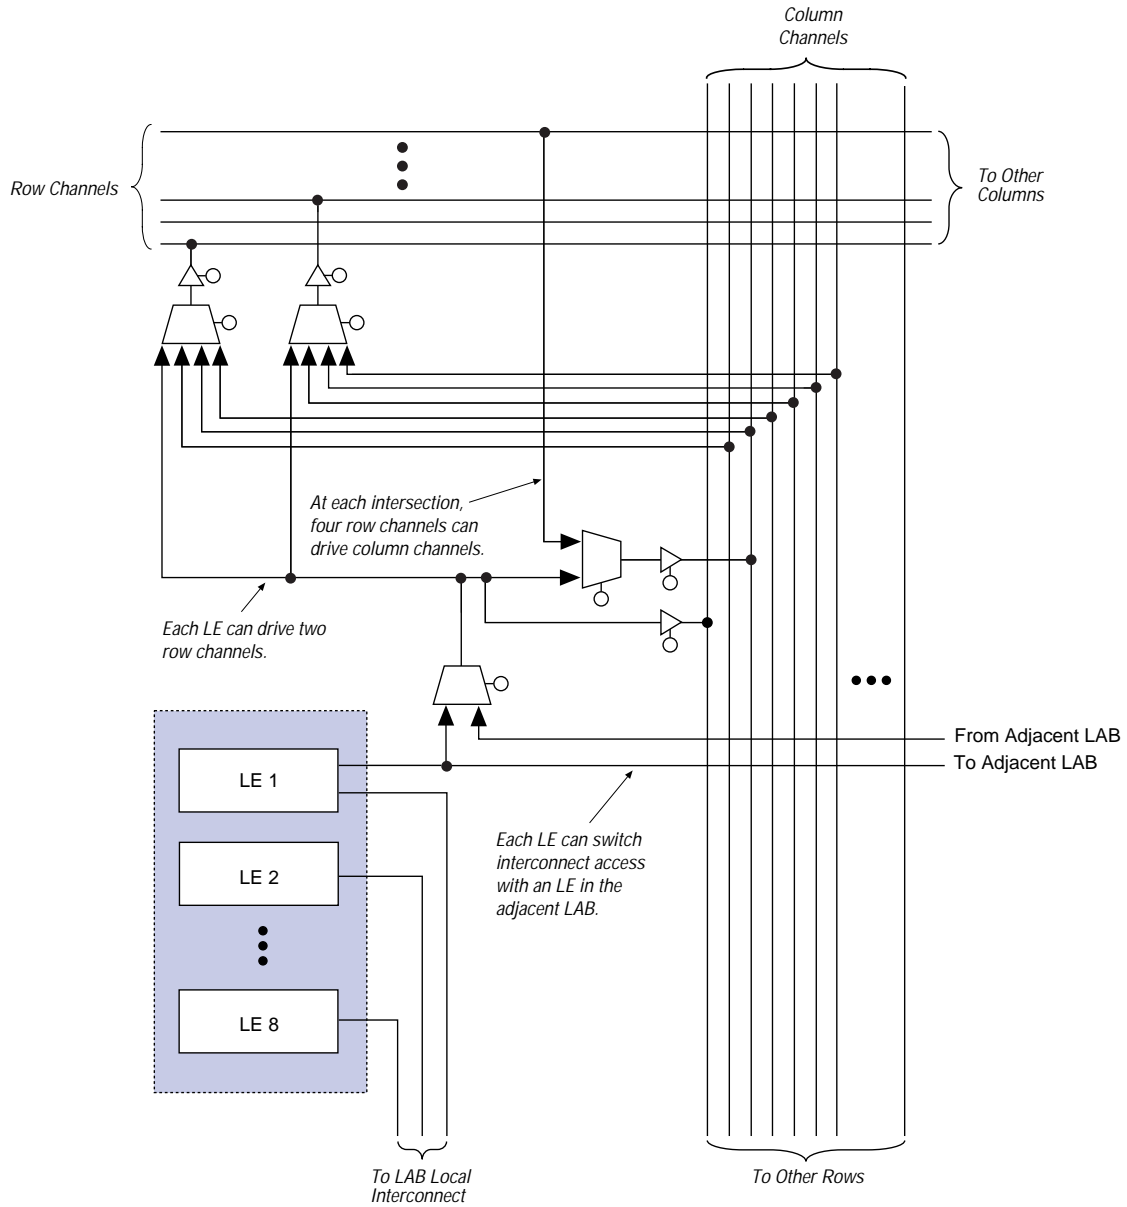 Column
Channels
Row Channels
To Other
Columns
At each intersection,
four row channels can
drive column channels.
Each LE can drive two
row channels.
From Adjacent LAB
To Adjacent LAB
LE 1
Each LE can switch
interconnect access
with an LE in the
adjacent LAB.
LE 2
LE 8
To LAB Local
Interconnect
To Other Rows